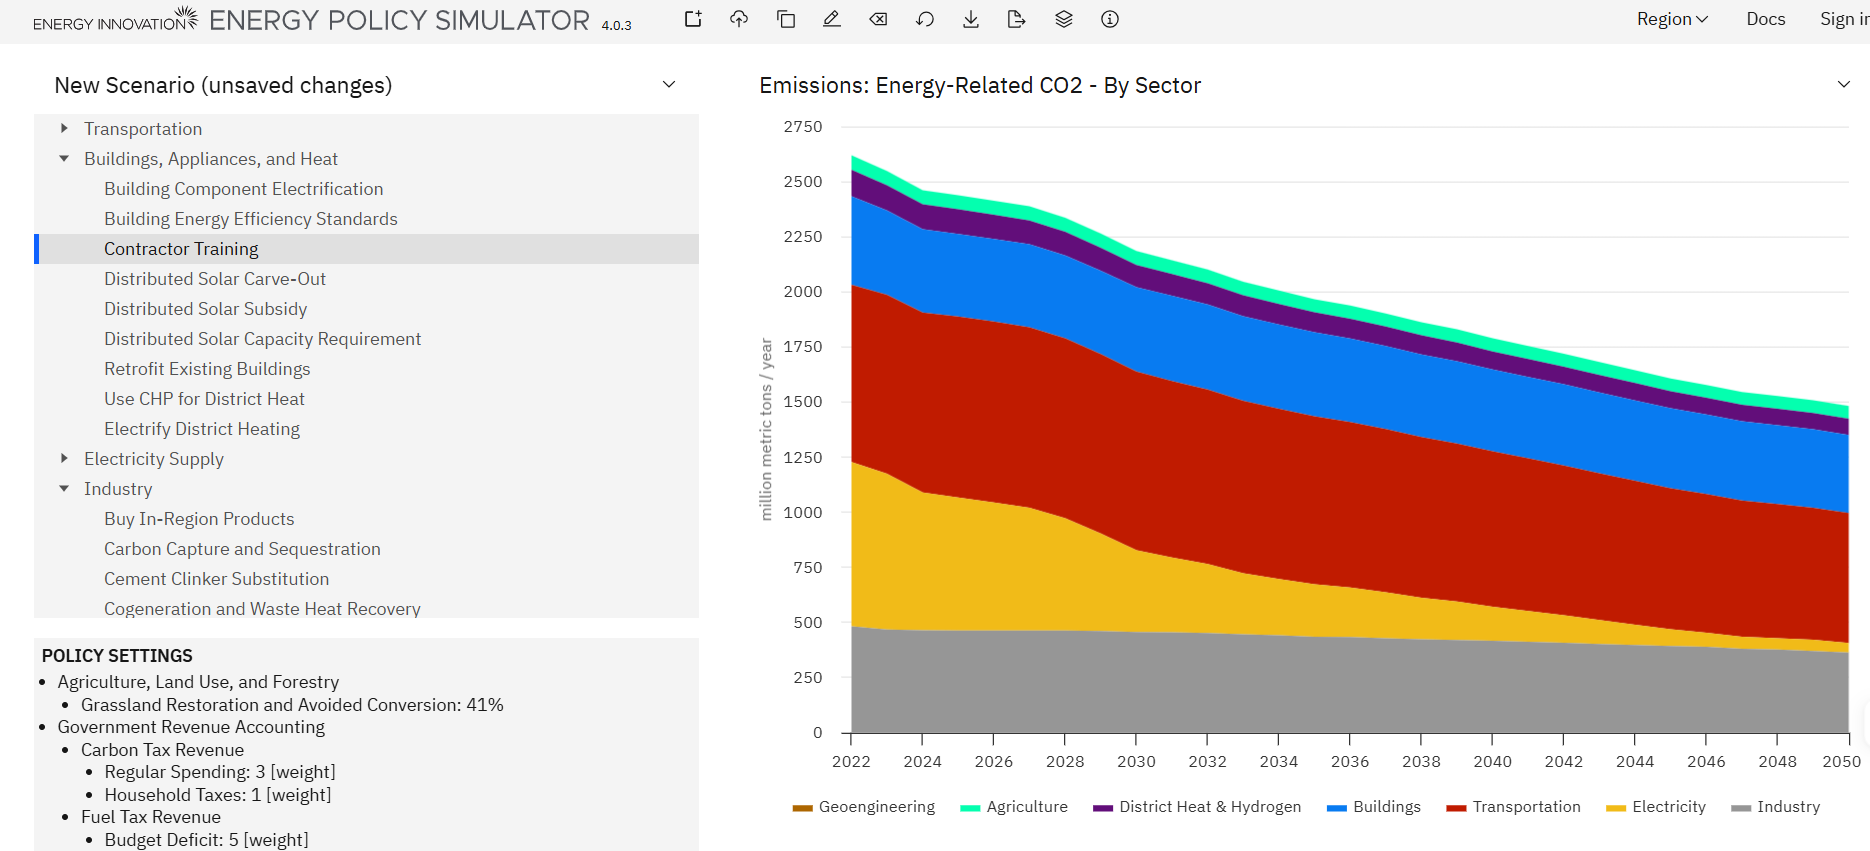 ENERGY INNOVATION ENERGY POLICY SIMULATOR 4.0.3
Region Docs Sign in
New Scenario (unsaved changes)
Transportation
Buildings, Appliances, and Heat
Building Component Electrification
Building Energy Efficiency Standards
Contractor Training
Distributed Solar Carve-Out
Distributed Solar Subsidy
Distributed Solar Capacity Requirement
Retrofit Existing Buildings
Use CHP for District Heat
Electrify District Heating
Electricity Supply
Industry
Buy In-Region Products
Carbon Capture and Sequestration
Cement Clinker Substitution
Cogeneration and Waste Heat Recovery
POLICY SETTINGS
Agriculture, Land Use, and Forestry
Grassland Restoration and Avoided Conversion: 41%
Government Revenue Accounting
Carbon Tax Revenue
Regular Spending: 3 [weight]
Household Taxes: 1 [weight]
Fuel Tax Revenue
Budget Deficit: 5 [weight]
Emissions: Energy-Related CO2 - By Sector
million metric tons / year
2750
2500
2250
2000
1750
1500
1250
1000
750
500
250
0
2022 2024 2026 2028 2030 2032 2034 2036 2038 2040 2042 2044 2046 2048 2050
Geoengineering Agriculture District Heat & Hydrogen Buildings Transportation Electricity Industry